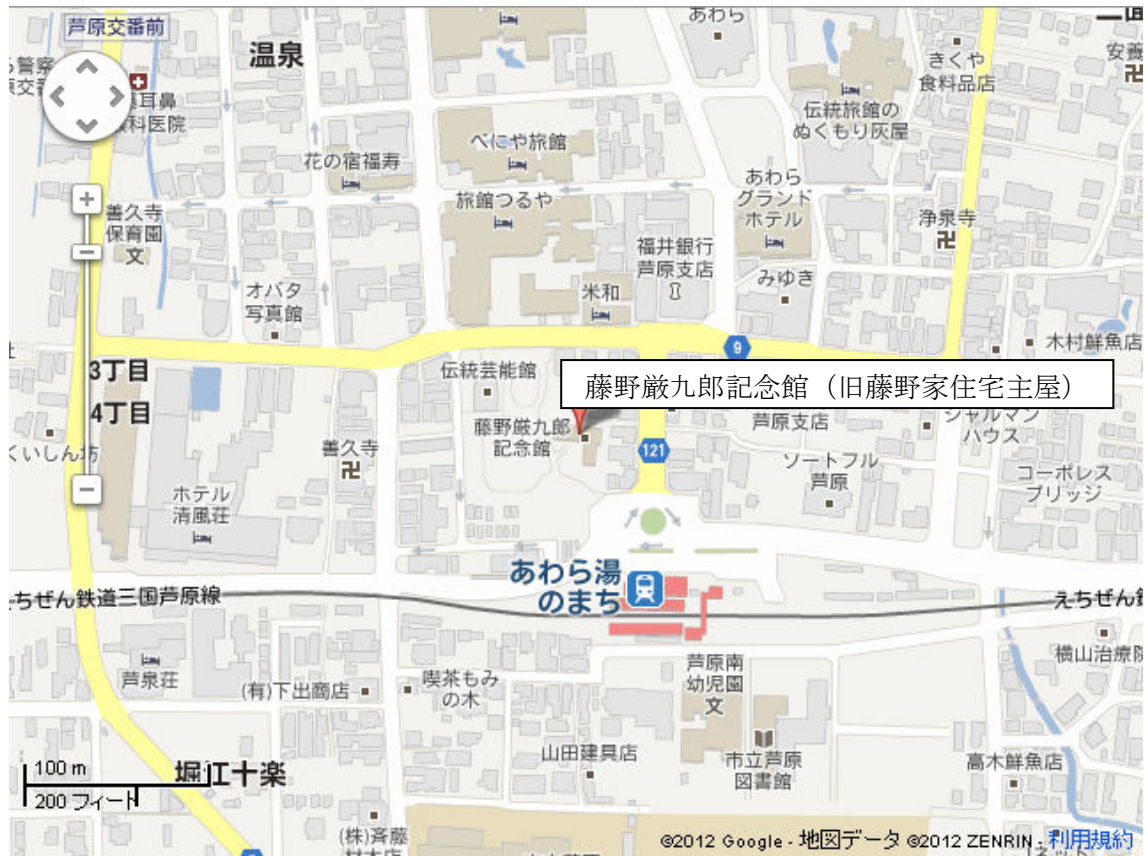 芦原交番前
温泉
あわら
きくや
食料品店
安養
卍
耳鼻
科医院
べにや旅館
伝統旅館の
ぬくもり灰屋
花の宿福寿
旅館つるや
あわら
グランド
ホテル
善久寺
保育園
文
浄泉寺
卍
福井銀行
芦原支店
みゆき
オバタ
写真館
米和
木村鮮魚店
9
3丁目
4丁目
伝統芸能館
藤野厳九郎記念館（旧藤野家住宅主屋）
藤野厳九郎
記念館
芦原支店
シャルマン
ハウス
くいしん坊
善久寺
卍
121
ソートフル
芦原
コーポレス
ブリッジ
ホテル
清風荘
あわら湯
のまち
えちぜん鉄道三国芦原線
えちぜん鉄
横山治療院
芦泉荘
(有)下出商店
喫茶もみ
の木
芦原南
幼児園
文
山田建具店
市立芦原
図書館
高木鮮魚店
100 m
200 フィート
堀江十楽
(株)斉藤
©2012 Google - 地図データ ©2012 ZENRIN - 利用規約